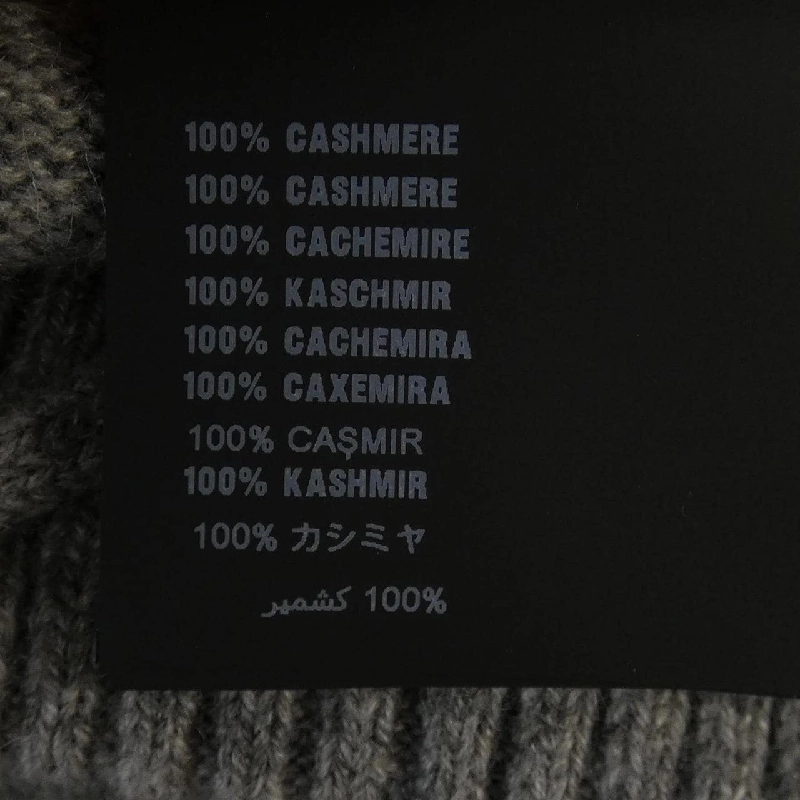 100% CASHMERE
100% CASHMERE
100% CACHEMIRE
100% KASCHMIR
100% CACHEMIRA
100% CAXEMIRA
100% CAŞMIR
100% KASHMIR
100% カシミヤ
100% كشمير